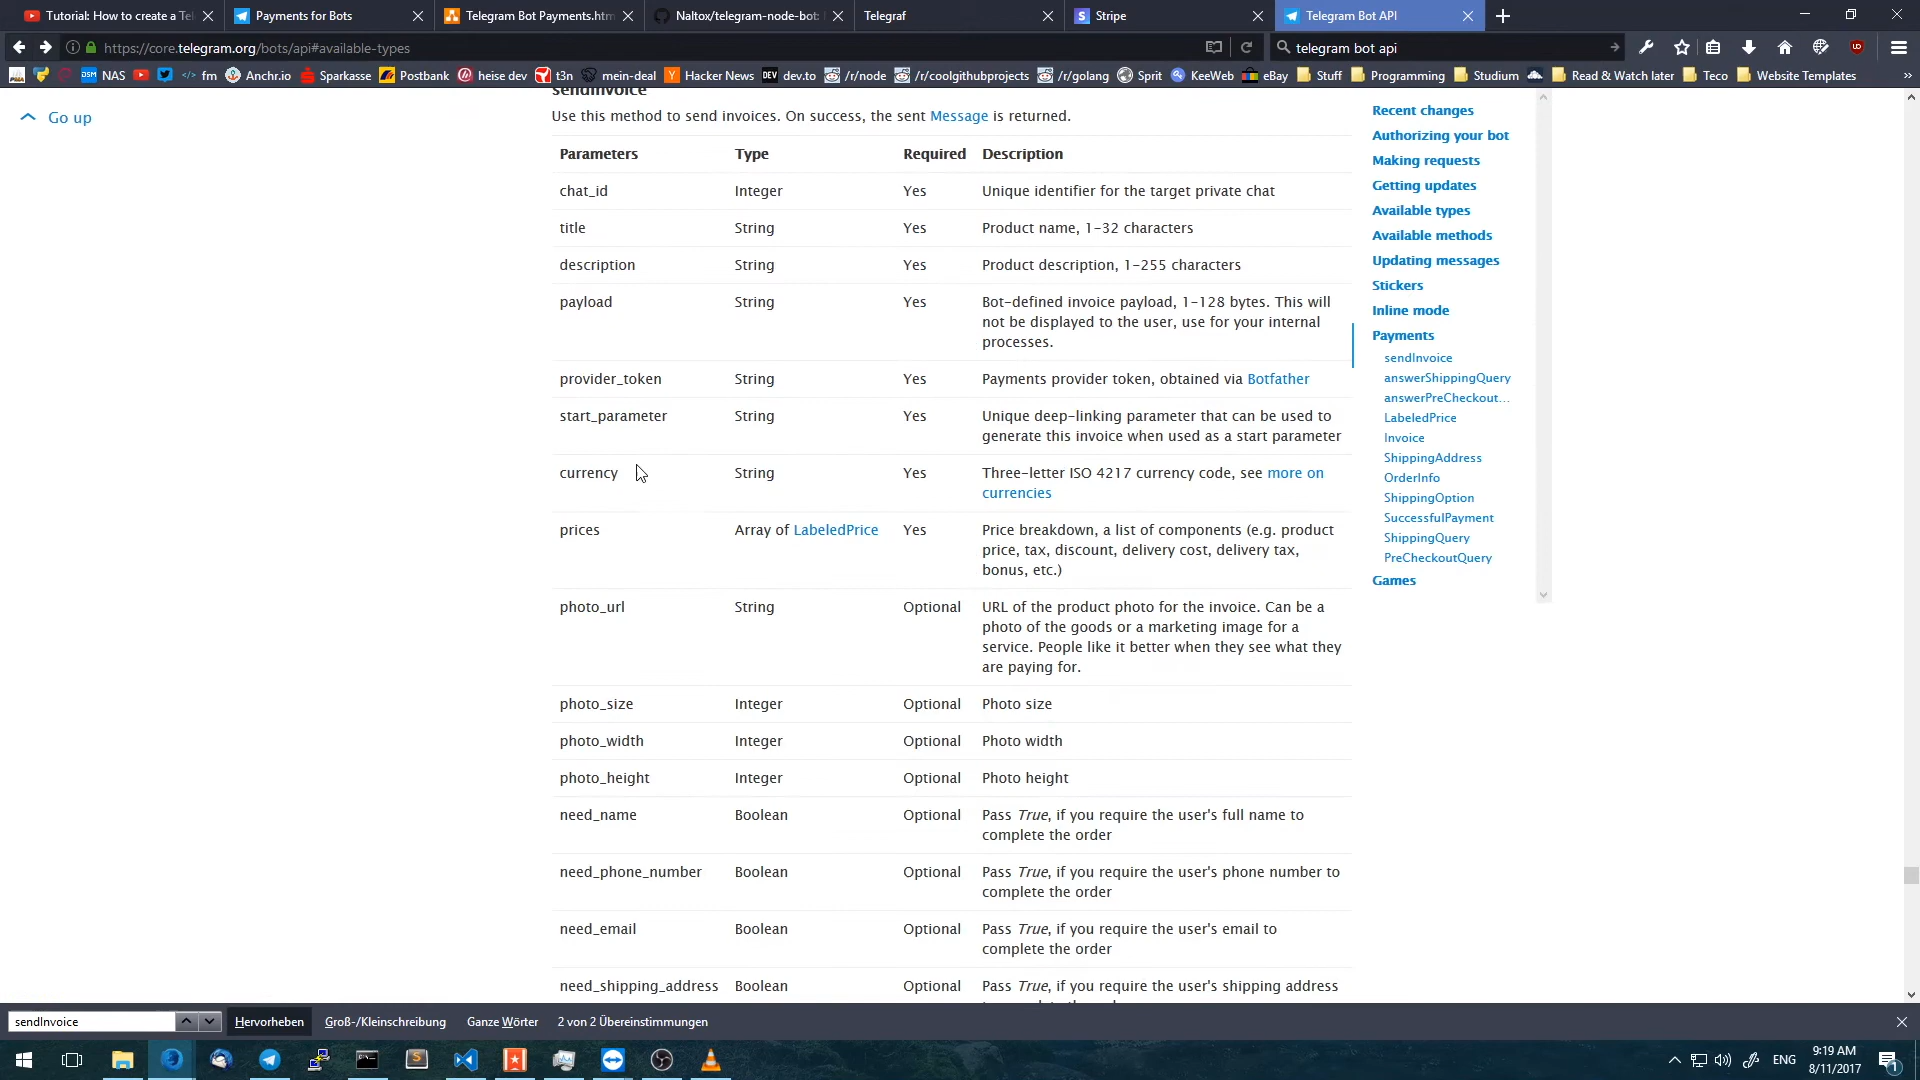 Tutorial: How to create a Tel
Payments for Bots
Telegram Bot Payments.htm
Naltox/telegram-node-bot:
Telegraf
Stripe
Telegram Bot API
https://core.telegram.org/bots/api#available-types
telegram bot api
NAS
fm
Anchr.io
Sparkasse
Postbank
heise dev
t3n
mein-deal
Hacker News
dev.to
/r/node
/r/coolgithubprojects
/r/golang
Sprit
KeeWeb
eBay
Stuff
Programming
Studium
Read & Watch later
Teco
Website Templates
Go up
sendInvoice
Use this method to send invoices. On success, the sent Message is returned.
Parameters Type Required Description
chat_id Integer Yes Unique identifier for the target private chat
title String Yes Product name, 1-32 characters
description String Yes Product description, 1-255 characters
payload String Yes Bot-defined invoice payload, 1-128 bytes. This will
not be displayed to the user, use for your internal
processes.
provider_token String Yes Payments provider token, obtained via Botfather
start_parameter String Yes Unique deep-linking parameter that can be used to
generate this invoice when used as a start parameter
currency String Yes Three-letter ISO 4217 currency code, see more on
currencies
prices Array of LabeledPrice Yes Price breakdown, a list of components (e.g. product
price, tax, discount, delivery cost, delivery tax,
bonus, etc.)
photo_url String Optional URL of the product photo for the invoice. Can be a
photo of the goods or a marketing image for a
service. People like it better when they see what they
are paying for.
photo_size Integer Optional Photo size
photo_width Integer Optional Photo width
photo_height Integer Optional Photo height
need_name Boolean Optional Pass True, if you require the user's full name to
complete the order
need_phone_number Boolean Optional Pass True, if you require the user's phone number to
complete the order
need_email Boolean Optional Pass True, if you require the user's email to
complete the order
need_shipping_address Boolean Optional Pass True, if you require the user's shipping address
Recent changes
Authorizing your bot
Making requests
Getting updates
Available types
Available methods
Updating messages
Stickers
Inline mode
Payments
sendInvoice
answerShippingQuery
answerPreCheckout...
LabeledPrice
Invoice
ShippingAddress
OrderInfo
ShippingOption
SuccessfulPayment
ShippingQuery
PreCheckoutQuery
Games
sendInvoice
Hervorheben
Groß-/Kleinschreibung
Ganze Wörter
2 von 2 Übereinstimmungen
ENG
9:19 AM
8/11/2017